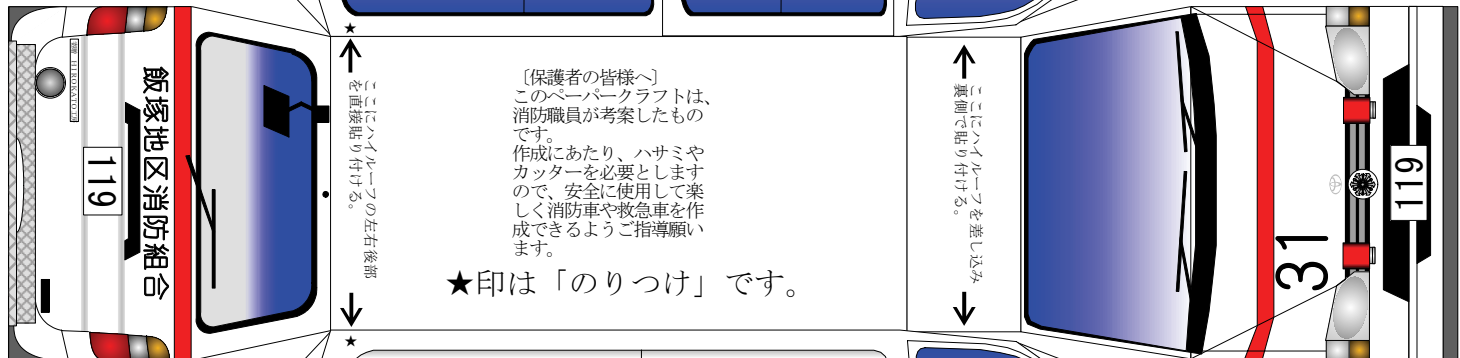 飯塚地区消防組合
119
★
ここにハイルーフの左右後部
を直接貼り付ける。
★
〔保護者の皆様へ〕
このペーパークラフトは、
消防職員が考案したもの
です。
作成にあたり、ハサミや
カッターを必要とします
ので、安全に使用して楽
しく消防車や救急車を作
成できるようご指導願い
ます。
★印は「のりつけ」です。
ここにハイルーフを差し込み
裏側で貼り付ける。
31
119